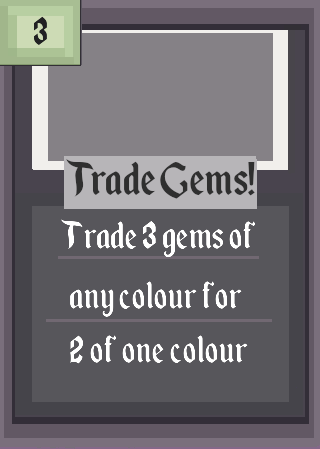 3
Trade Gems!
Trade 3 gems of
any colour for
2 of one colour